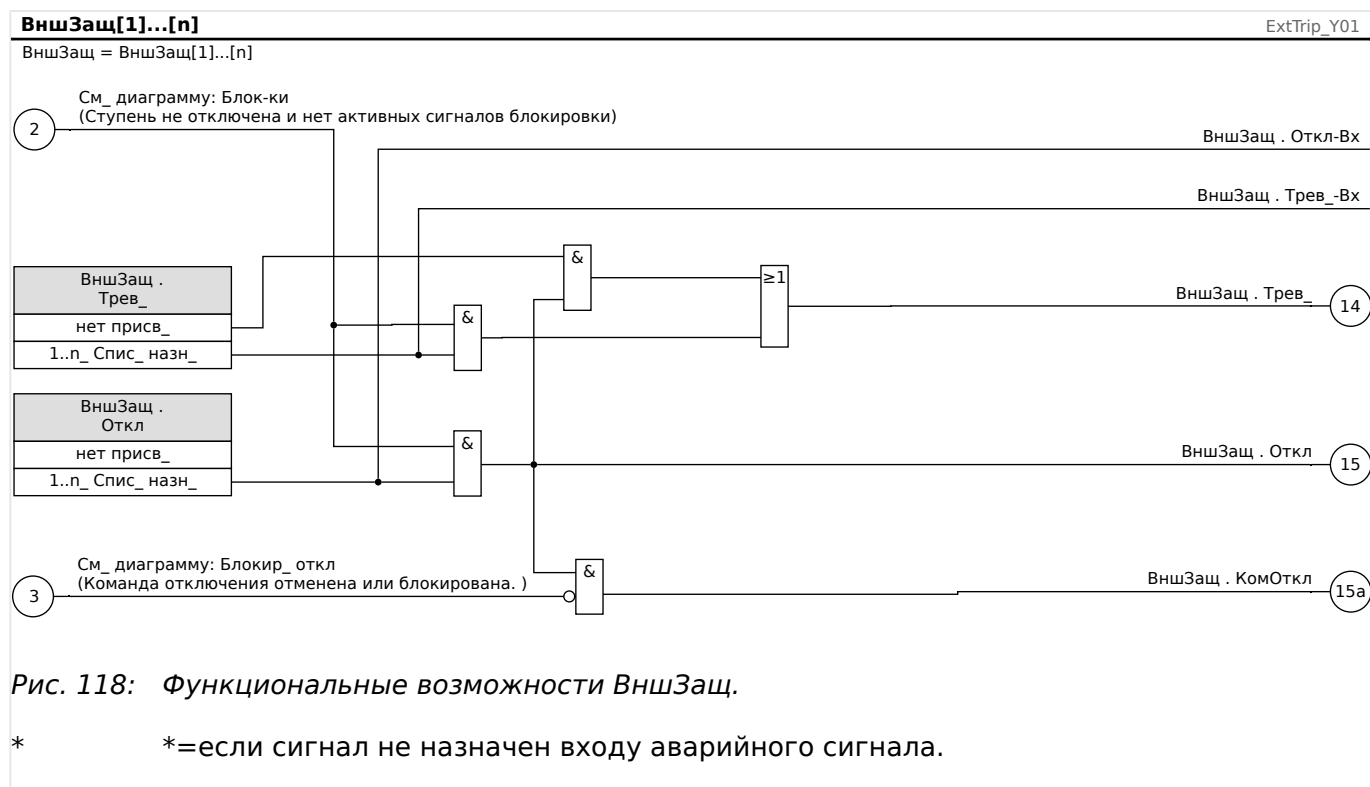 ВншЗащ[1]...[n]
ExtTrip_Y01
ВншЗащ = ВншЗащ[1]...[n]
См_ диаграмму: Блок-ки
(Ступень не отключена и нет активных сигналов блокировки)
2
ВншЗащ . Откл-Вх
ВншЗащ . Трев_-Вх
&
ВншЗащ .
Трев_
≥1
ВншЗащ . Трев_
14
&
нет присв_
1..n_ Спис_ назн_
ВншЗащ .
Откл
&
нет присв_
ВншЗащ . Откл
15
1..n_ Спис_ назн_
См_ диаграмму: Блокир_ откл
(Команда отключения отменена или блокирована. )
3
&
ВншЗащ . КомОткл
15a
Рис. 118: Функциональные возможности ВншЗащ.
* *=если сигнал не назначен входу аварийного сигнала.